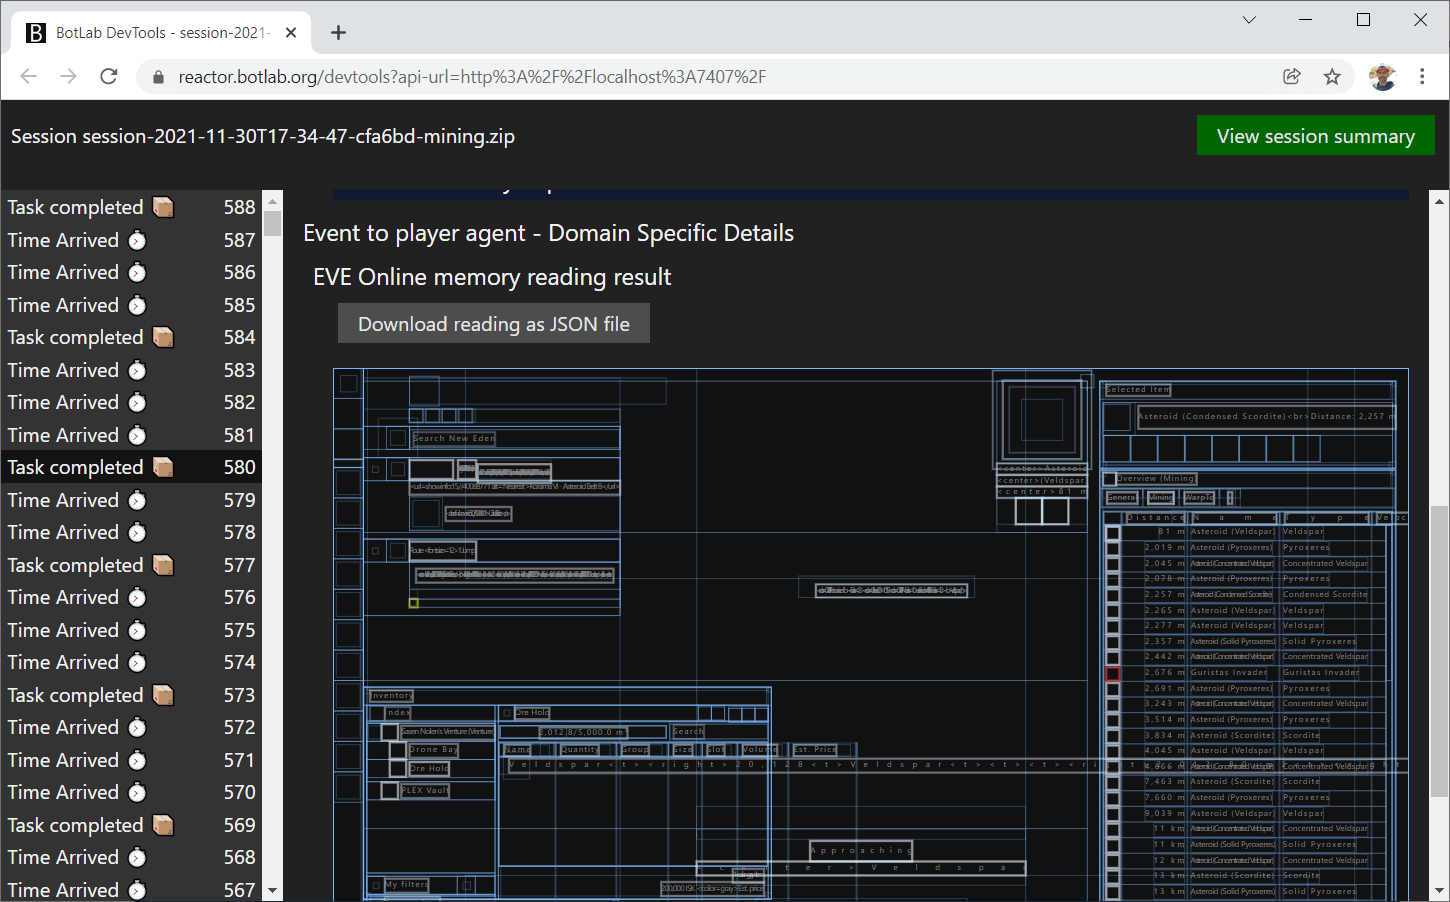 BotLab DevTools - session-2021-
reactor.botlab.org/devtools?api-url=http%3A%2F%2Flocalhost%3A7407%2F
Session session-2021-11-30T17-34-47-cfa6bd-mining.zip
View session summary
Task completed 588
Time Arrived 587
Time Arrived 586
Time Arrived 585
Task completed 584
Time Arrived 583
Time Arrived 582
Time Arrived 581
Task completed 580
Time Arrived 579
Time Arrived 578
Task completed 577
Time Arrived 576
Time Arrived 575
Time Arrived 574
Task completed 573
Time Arrived 572
Time Arrived 571
Time Arrived 570
Task completed 569
Time Arrived 568
Time Arrived 567
Event to player agent - Domain Specific Details
EVE Online memory reading result
Download reading as JSON file
Search New Eden
<center>Asteroid
<center>(Veldspar
<center>81 m
Selected Item
Asteroid (Condensed Scordite)<br>Distance: 2,257 m
Overview (Mining
General Mining WarpTo
Distance Name Type Veloc
81 m Asteroid (Veldspar) Veldspar
2,019 m Asteroid (Pyroxeres) Pyroxeres
2,045 m Asteroid (Concentrated Veldspar) Concentrated Veldspar
2,078 m Asteroid (Pyroxeres) Pyroxeres
2,257 m Asteroid (Condensed Scordite) Condensed Scordite
2,265 m Asteroid (Veldspar) Veldspar
2,277 m Asteroid (Veldspar) Veldspar
2,357 m Asteroid (Solid Pyroxeres) Solid Pyroxeres
2,442 m Asteroid (Concentrated Veldspar) Concentrated Veldspar
2,676 m Guristas Invader Guristas Invader
2,691 m Asteroid (Pyroxeres) Pyroxeres
3,243 m Asteroid (Concentrated Veldspar) Concentrated Veldspar
3,514 m Asteroid (Pyroxeres) Pyroxeres
3,834 m Asteroid (Scordite) Scordite
4,045 m Asteroid (Veldspar) Veldspar
4,866 m Asteroid (Concentrated Veldspar) Concentrated Veldspar
7,463 m Asteroid (Scordite) Scordite
7,660 m Asteroid (Pyroxeres) Pyroxeres
9,039 m Asteroid (Veldspar) Veldspar
11 km Asteroid (Concentrated Veldspar) Concentrated Veldspar
11 km Asteroid (Solid Pyroxeres) Solid Pyroxeres
12 km Asteroid (Concentrated Veldspar) Concentrated Veldspar
13 km Asteroid (Scordite) Scordite
13 km Asteroid (Solid Pyroxeres) Solid Pyroxeres
Inventory
Index
Drone Bay
Ore Hold
PLEX Vault
My filters
Ore Hold
2,012.8/5,000.0 m³
Search
Name Quantity Group Size Slot Volume Est. Price
Veldspar<t><right>20,128<t>Veldspar<t><t><t><right>
Approaching
200,000 ISK <color=gray>Est. price